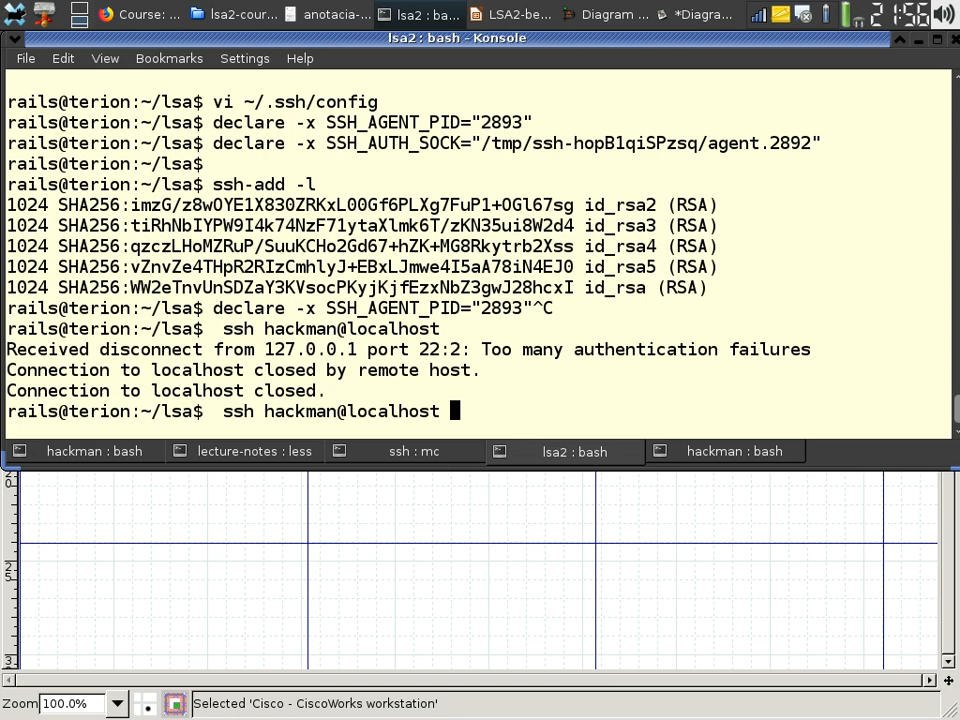 Course: ...
lsa2-cour...
anotacia-...
lsa2 : ba...
LSA2-be...
Diagram ...
*Diagra...
2
1:56
lsa2 : bash - Konsole
File Edit View Bookmarks Settings Help
rails@terion:~/lsa$ vi ~/.ssh/config
rails@terion:~/lsa$ declare -x SSH_AGENT_PID="2893"
rails@terion:~/lsa$ declare -x SSH_AUTH_SOCK="/tmp/ssh-hopB1qiSPzsq/agent.2892"
rails@terion:~/lsa$
rails@terion:~/lsa$ ssh-add -l
1024 SHA256:imzG/z8wOYE1X830ZRKxL00Gf6PLXg7FuP1+OGl67sg id_rsa2 (RSA)
1024 SHA256:tiRhNbIYPW9I4k74NzF71ytaXlmk6T/zKN35ui8W2d4 id_rsa3 (RSA)
1024 SHA256:qzczLHoMZRuP/SuuKCHo2Gd67+hZK+MG8Rkytrb2Xss id_rsa4 (RSA)
1024 SHA256:vZnvZe4THpR2RIzCmhlyJ+EBxLJmwe4I5aA78iN4EJ0 id_rsa5 (RSA)
1024 SHA256:WW2eTnvUnSDZaY3KVsocPKyjKjfEzxNbZ3gwJ28hcxI id_rsa (RSA)
rails@terion:~/lsa$ declare -x SSH_AGENT_PID="2893"^C
rails@terion:~/lsa$  ssh hackman@localhost
Received disconnect from 127.0.0.1 port 22:2: Too many authentication failures
Connection to localhost closed by remote host.
Connection to localhost closed.
rails@terion:~/lsa$  ssh hackman@localhost
hackman : bash
lecture-notes : less
ssh : mc
lsa2 : bash
hackman : bash
20
25
3
Zoom 100.0% Selected 'Cisco - CiscoWorks workstation'